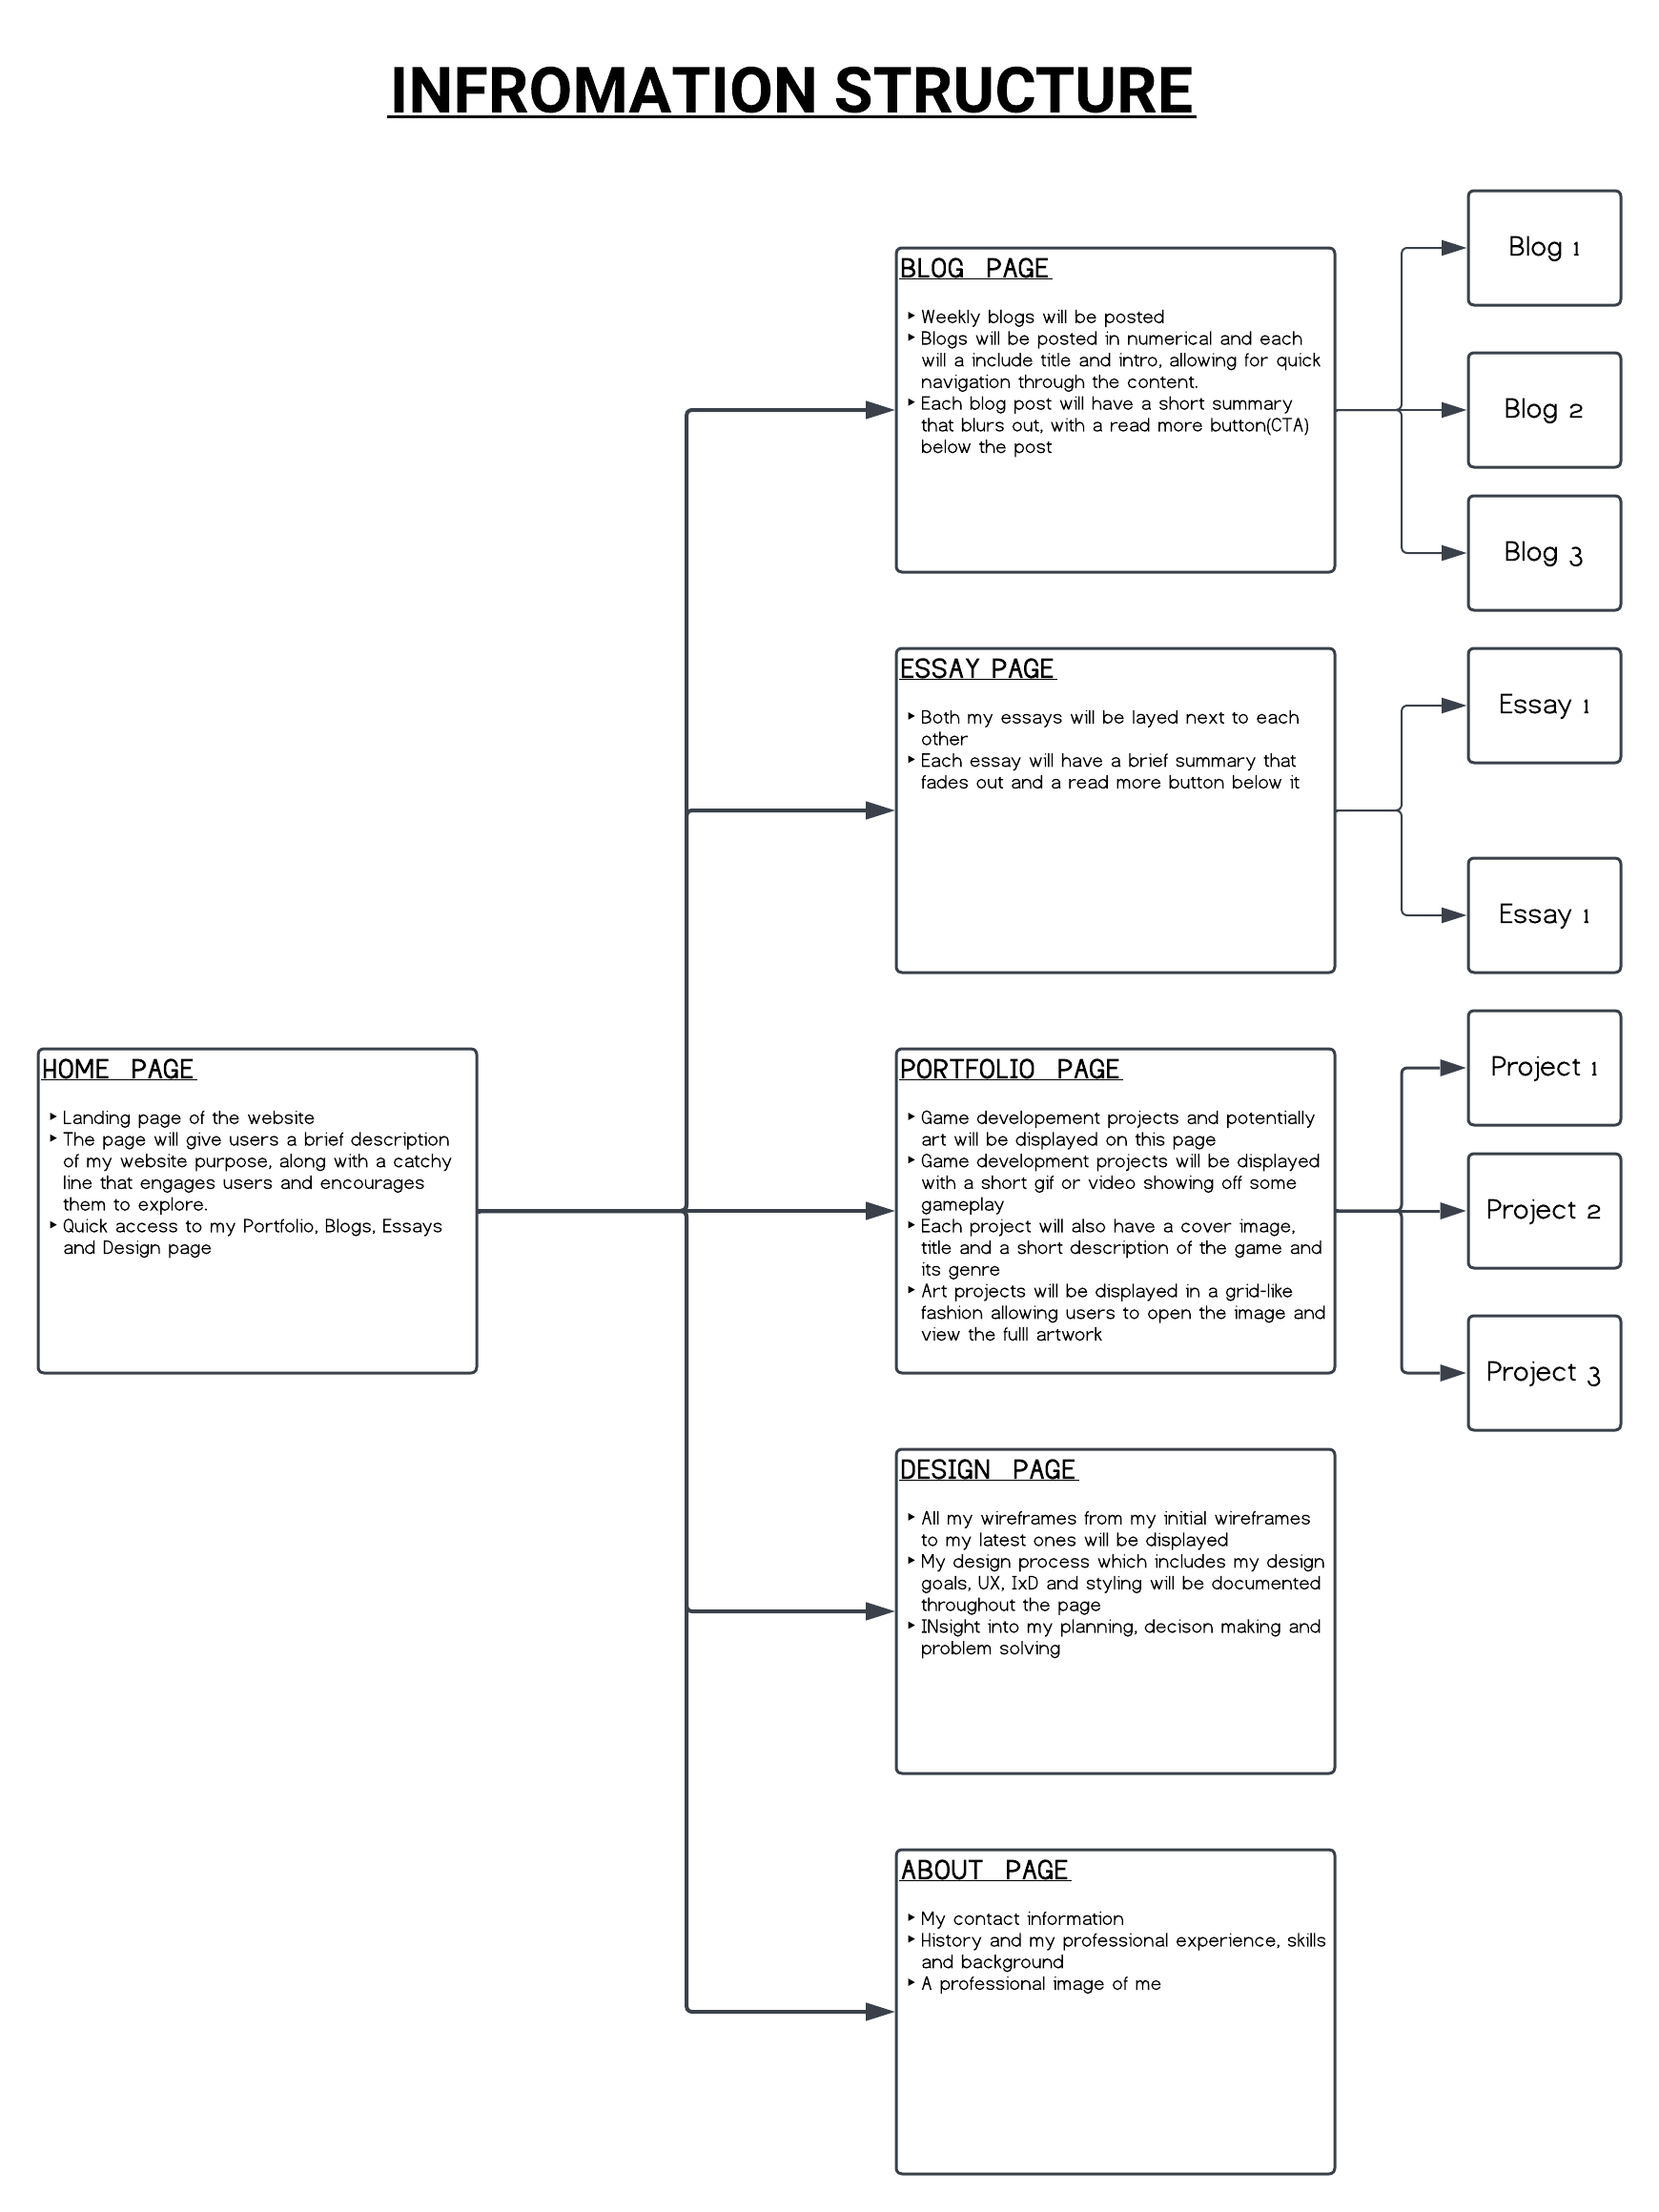 INFROMATION STRUCTURE
HOME PAGE
‣ Landing page of the website
‣ The page will give users a brief description
of my website purpose, along with a catchy
line that engages users and encourages
them to explore.
‣ Quick access to my Portfolio, Blogs, Essays
and Design page
BLOG PAGE
‣ Weekly blogs will be posted
‣ Blogs will be posted in numerical and each
will a include title and intro, allowing for quick
navigation through the content.
‣ Each blog post will have a short summary
that blurs out, with a read more button(CTA)
below the post
Blog 1
Blog 2
Blog 3
ESSAY PAGE
‣ Both my essays will be layed next to each
other
‣ Each essay will have a brief summary that
fades out and a read more button below it
Essay 1
Essay 1
PORTFOLIO PAGE
‣ Game developement projects and potentially
art will be displayed on this page
‣ Game development projects will be displayed
with a short gif or video showing off some
gameplay
‣ Each project will also have a cover image,
title and a short description of the game and
its genre
‣ Art projects will be displayed in a grid-like
fashion allowing users to open the image and
view the fulll artwork
Project 1
Project 2
Project 3
DESIGN PAGE
‣ All my wireframes from my initial wireframes
to my latest ones will be displayed
‣ My design process which includes my design
goals, UX, IxD and styling will be documented
throughout the page
‣ INsight into my planning, decison making and
problem solving
ABOUT PAGE
‣ My contact information
‣ History and my professional experience, skills
and background
‣ A professional image of me